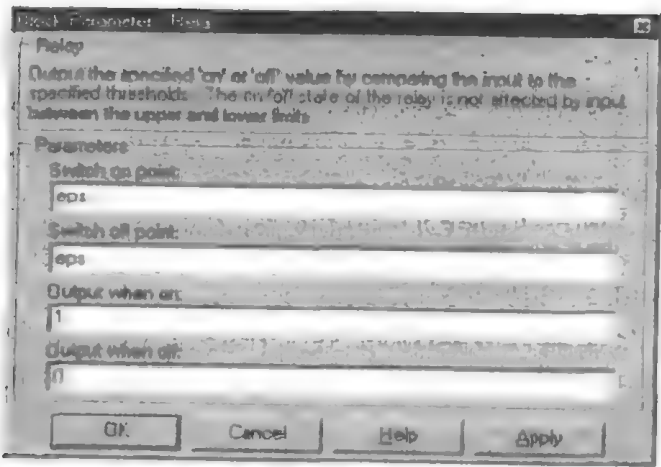 Block Parameter Relay
Relay
Output the specified 'on' or 'off' value by comparing the input to the
specified thresholds. The on/off state of the relay is not affected by input
between the upper and lower limits
Parameters
Switch on point:
eps
Switch off point:
eps
Output when on:
1
Output when off:
0
OK Cancel Help Apply